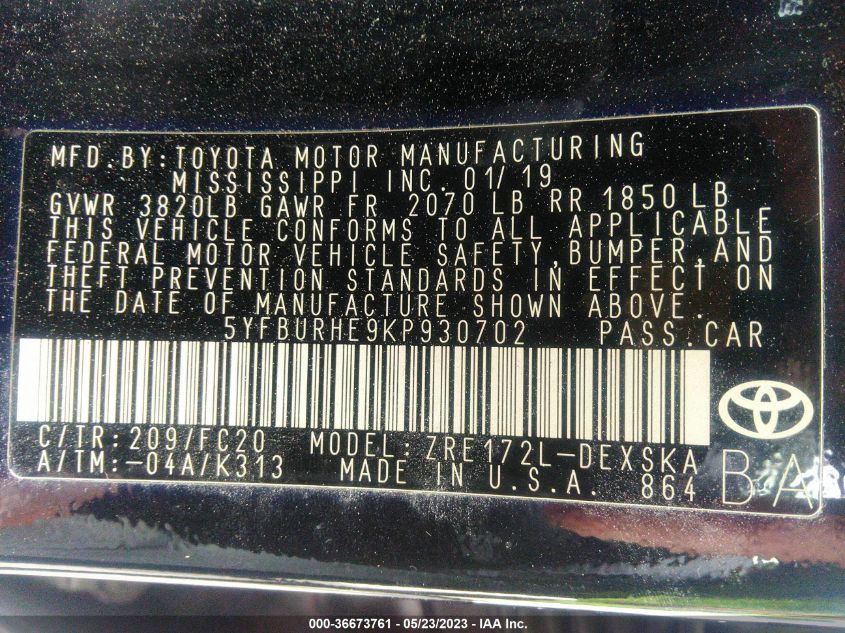 MFD.BY:TOYOTA MOTOR MANUFACTURING
MISSISSIPPI INC. 01/19
GVWR 3820LB GAWR FR 2070 LB RR 1850LB
THIS VEHICLE CONFORMS TO ALL APPLICABLE
FEDERAL MOTOR VEHICLE SAFETY,BUMPER,AND
THEFT PREVENTION STANDARDS IN EFFECT ON
THE DATE OF MANUFACTURE SHOWN ABOVE.
5YFBURHE9KP930702 PASS.CAR
C/TR:209/FC20 MODEL:ZRE172L-DEXSKA
A/TM:-04A/K313 MADE IN U.S.A. 864
BA
000-36673761 - 05/23/2023 - IAA Inc.